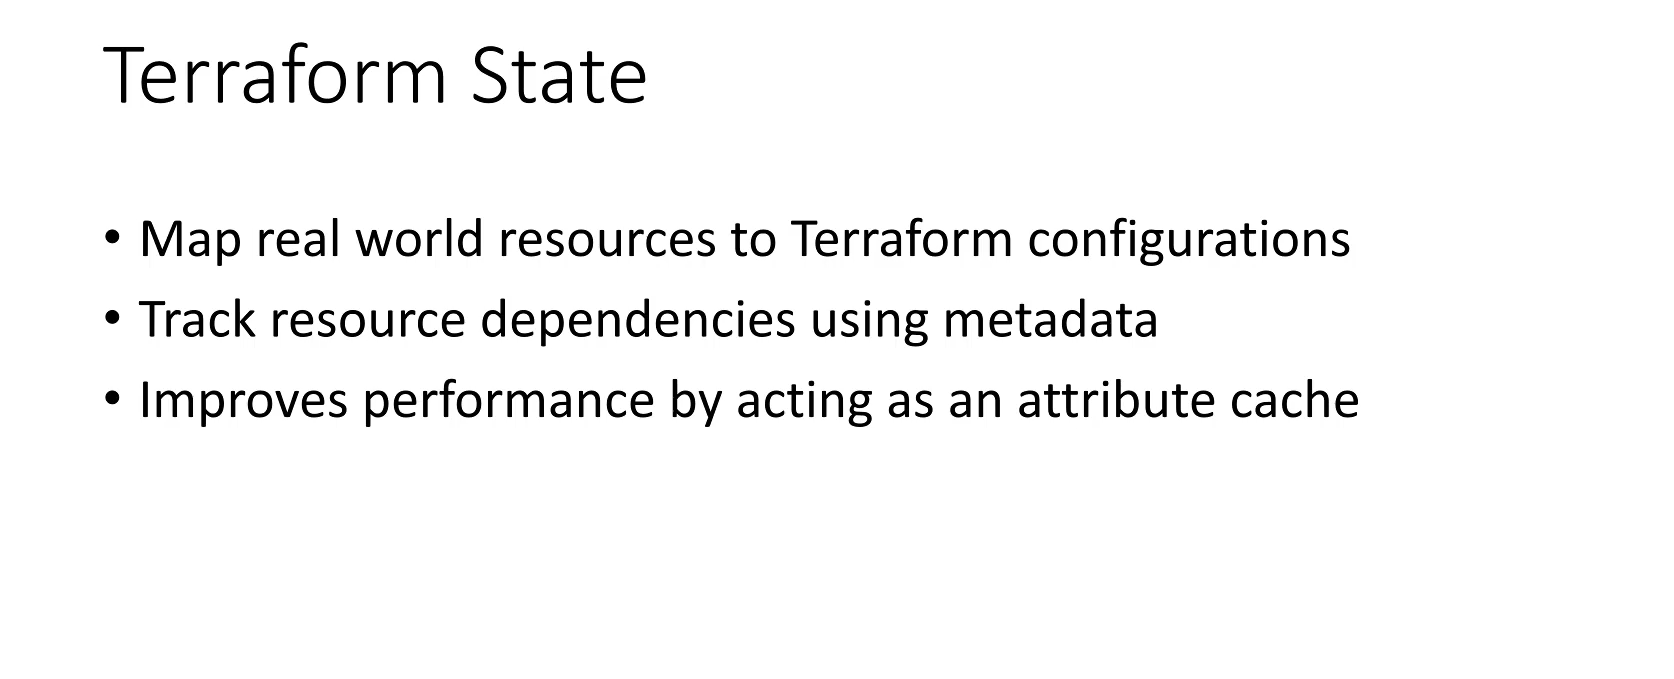 Terraform State
• Map real world resources to Terraform configurations
• Track resource dependencies using metadata
• Improves performance by acting as an attribute cache